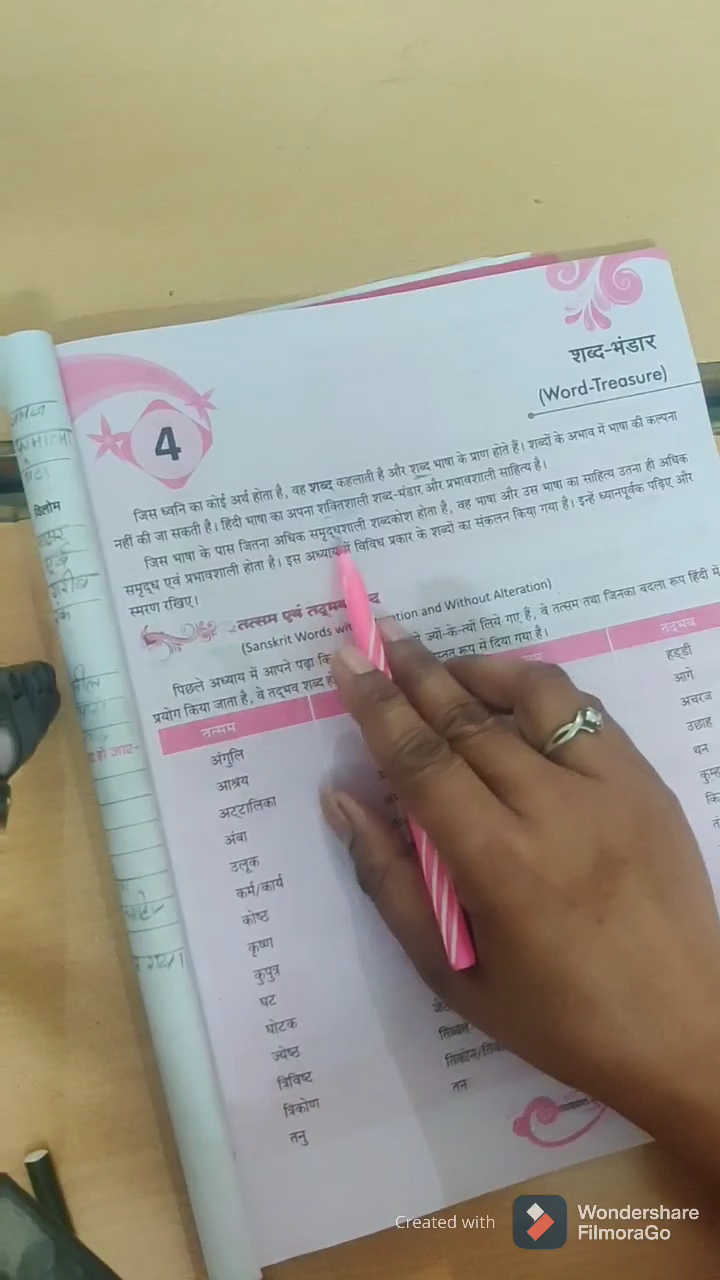 शब्द-भंडार
(Word-Treasure)
4
जिस ध्वनि का कोई अर्थ होता है, वह शब्द कहलाती है और शब्द भाषा के प्राण होते हैं। शब्दों के अभाव में भाषा की कल्पना
नहीं की जा सकती है। हिंदी भाषा का अपना शक्तिशाली शब्द-भंडार और प्रभावशाली साहित्य है।
जिस भाषा के पास जितना अधिक समृद्धशाली शब्दकोश होता है, वह भाषा और उस भाषा का साहित्य उतना ही अधिक
समृद्ध एवं प्रभावशाली होता है। इस अध्याय में विविध प्रकार के शब्दों का संकलन किया गया है। इन्हें ध्यानपूर्वक पढ़िए और
स्मरण रखिए।
तत्सम एवं तद्भव
(Sanskrit Words and Without Alteration)
पिछले अध्याय में आपने पढ़ा कि ज्यों-के-त्यों लिये गए हैं, वे तत्सम तथा जिनका बदला रूप हिंदी में
प्रयोग किया जाता है, वे तद्भव शब्द रूप से दिया गया है।
तत्सम तद्भव
अंगुलि हड्डी
आश्रय आगे
अट्टालिका अचरज
अंबा उछाह
उलूक थन
कर्म/कार्य
कोष्ठ
कृष्ण
कुपुत्र
घट
घोटक
ज्येष्ठ
त्रिविष्ट
त्रिकोण
तनु तन
विलोम
Created with
Wondershare
FilmoraGo